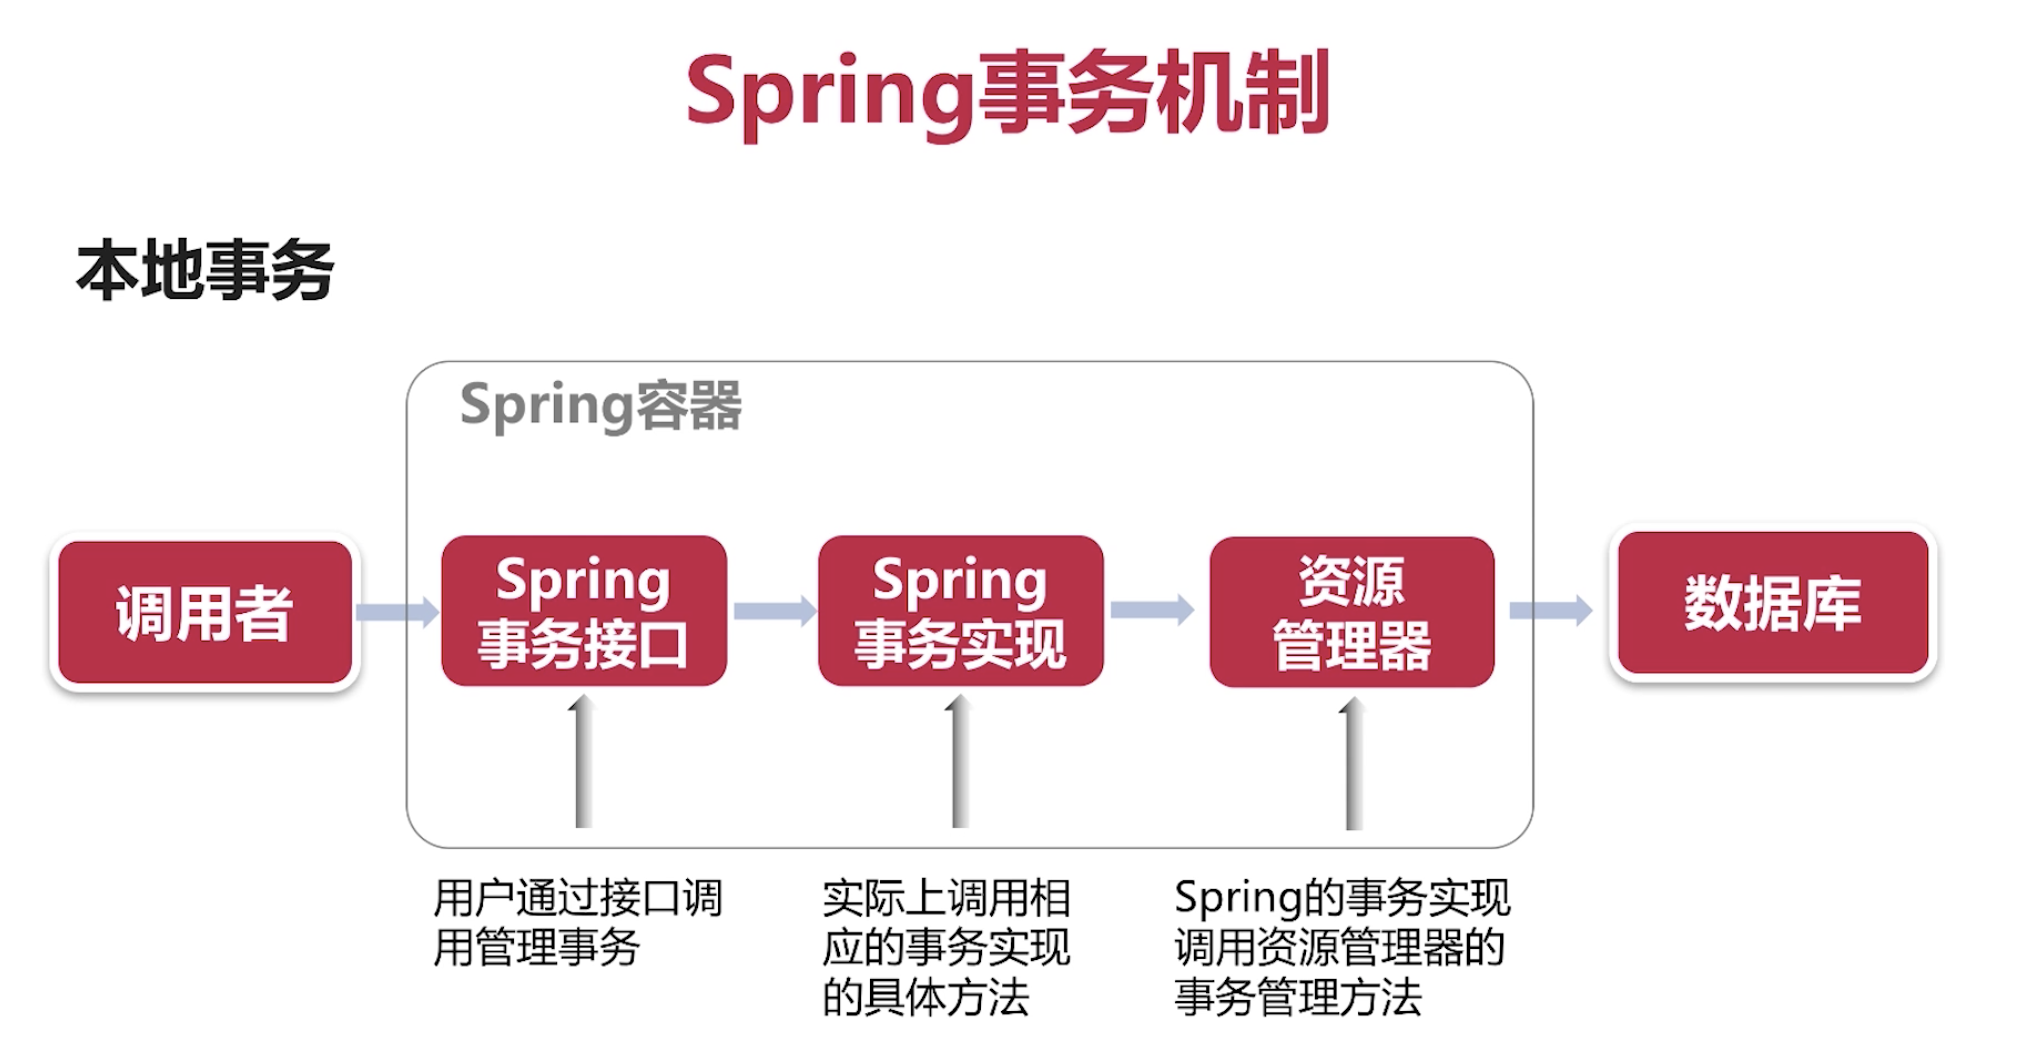 Spring事务机制
本地事务
Spring容器
调用者
Spring
事务接口
Spring
事务实现
资源
管理器
数据库
用户通过接口调
用管理事务
实际上调用相
应的事务实现
的具体方法
Spring的事务实现
调用资源管理器的
事务管理方法